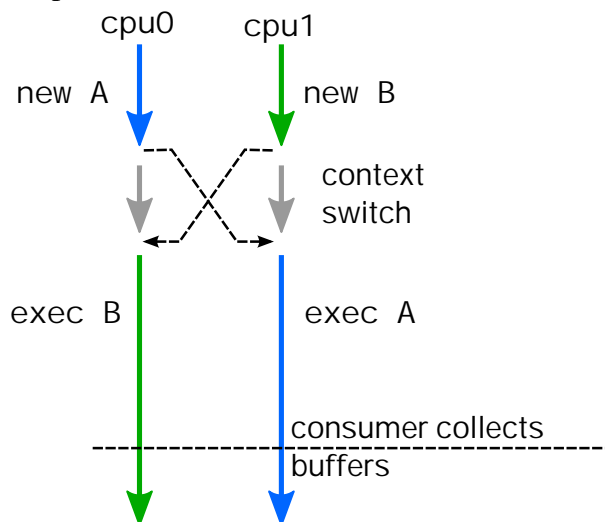 cpu0
cpu1
new A
new B
context
switch
exec B
exec A
consumer collects
buffers